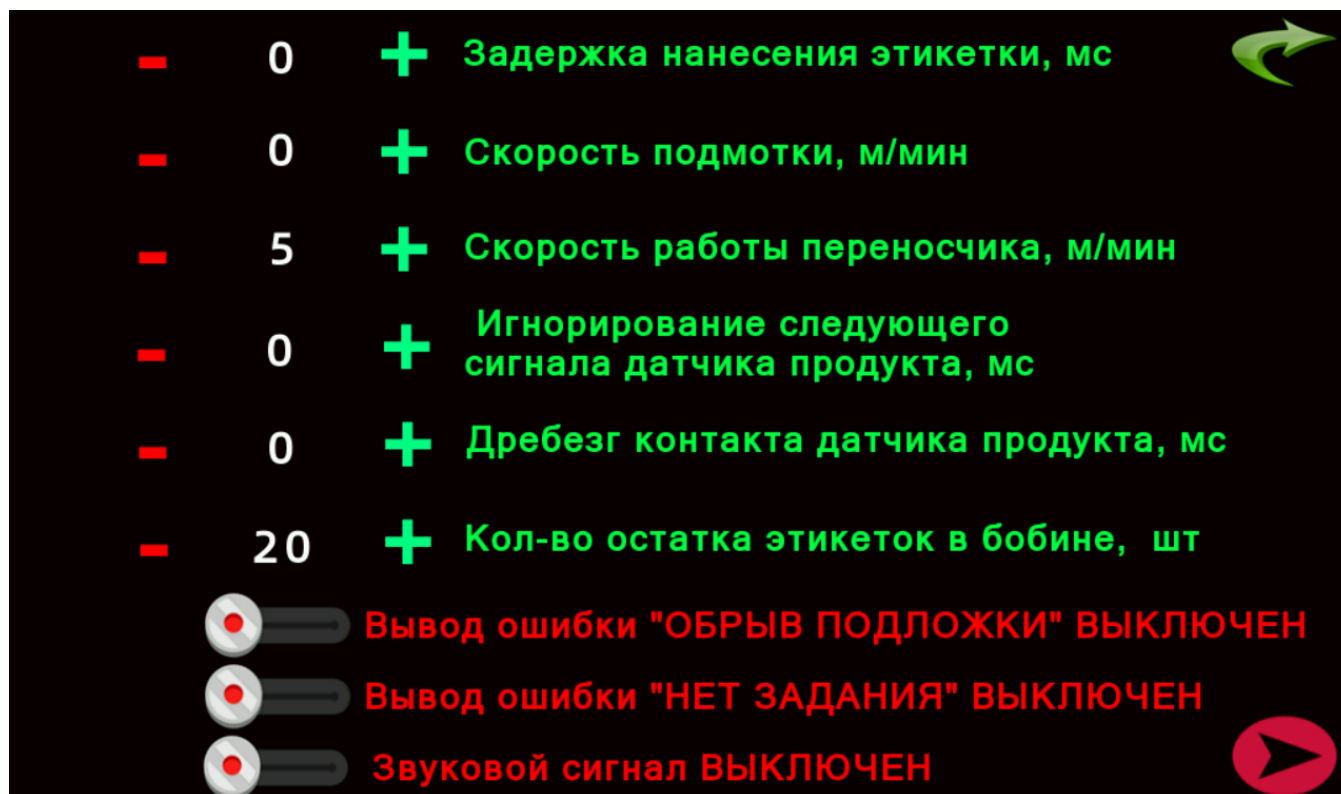 - 0 + Задержка нанесения этикетки, мс
- 0 + Скорость подмотки, м/мин
- 5 + Скорость работы переносчика, м/мин
- 0 + Игнорирование следующего
сигнала датчика продукта, мс
- 0 + Дребезг контакта датчика продукта, мс
- 20 + Кол-во остатка этикеток в бобине, шт
Вывод ошибки "ОБРЫВ ПОДЛОЖКИ" ВЫКЛЮЧЕН
Вывод ошибки "НЕТ ЗАДАНИЯ" ВЫКЛЮЧЕН
Звуковой сигнал ВЫКЛЮЧЕН